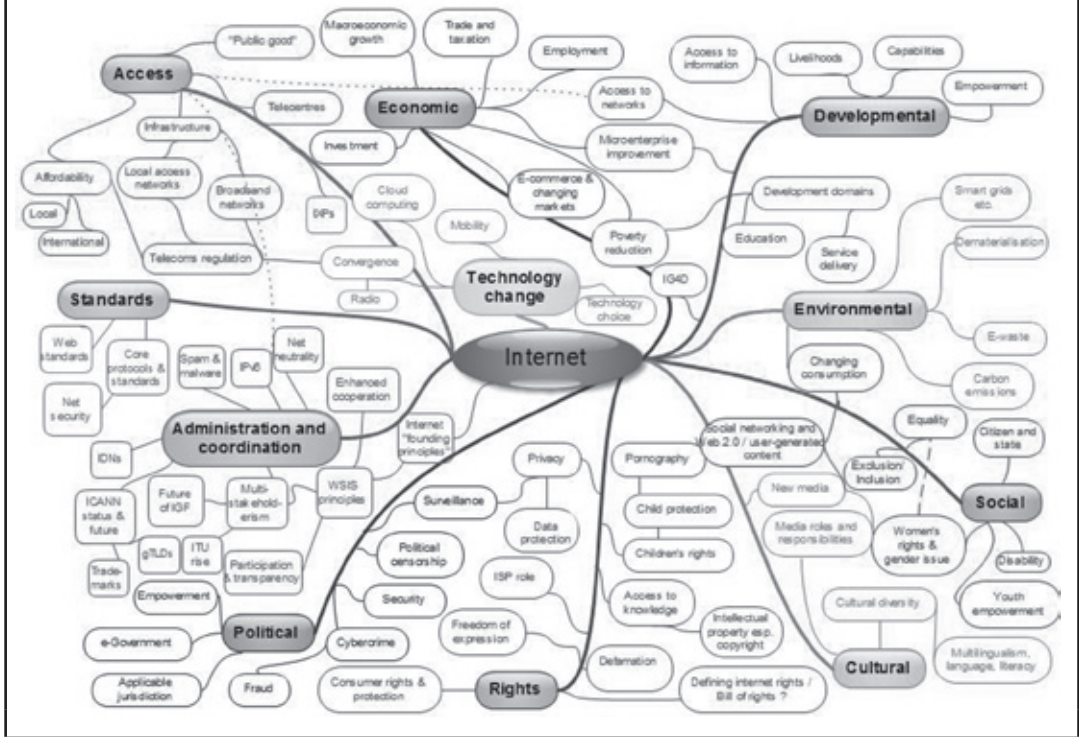 Macroeconomic
growth
Trade and
taxation
"Public good"
Employment
Access to
information
Livelihoods
Capabilities
Access
Empowerment
Economic
Access to
networks
Telecentres
Developmental
Infrastructure
Investment
Microenterprise
improvement
Local access
networks
Affordability
Broadband
networks
Cloud
computing
E-commerce &
changing
markets
Development domains
Smart grids
etc.
Local
IXPs
Mobility
International
Poverty
reduction
Education
Service
delivery
Dematerialisation
Telecoms regulation
Convergence
Technology
change
IG4D
Standards
Radio
Technology
choice
Environmental
Web
standards
Core
protocols &
standards
Spam &
malware
IPv6
Net
neutrality
Internet
E-waste
Changing
consumption
Enhanced
cooperation
Carbon
emissions
Net
security
Administration and
coordination
Internet
"founding
principles"
Social networking and
Web 2.0 / user-generated
content
Equality
Citizen and
state
IDNs
Privacy
Pornography
Exclusion/
Inclusion
ICANN
status &
future
Future
of IGF
Multi-
stakehold-
erism
WSIS
principles
Surveillance
New media
Social
Child protection
Data
protection
Media roles and
responsibilities
Women's
rights &
gender issue
gTLDs
ITU
rise
Participation
& transparency
Political
censorship
Children's rights
Disability
Trade-
marks
ISP role
Empowerment
Security
Access to
knowledge
Cultural diversity
Youth
empowerment
e-Government
Political
Cybercrime
Freedom of
expression
Intellectual
property esp.
copyright
Defamation
Cultural
Multilingualism,
language, literacy
Applicable
jurisdiction
Fraud
Consumer rights &
protection
Rights
Defining internet rights /
Bill of rights ?